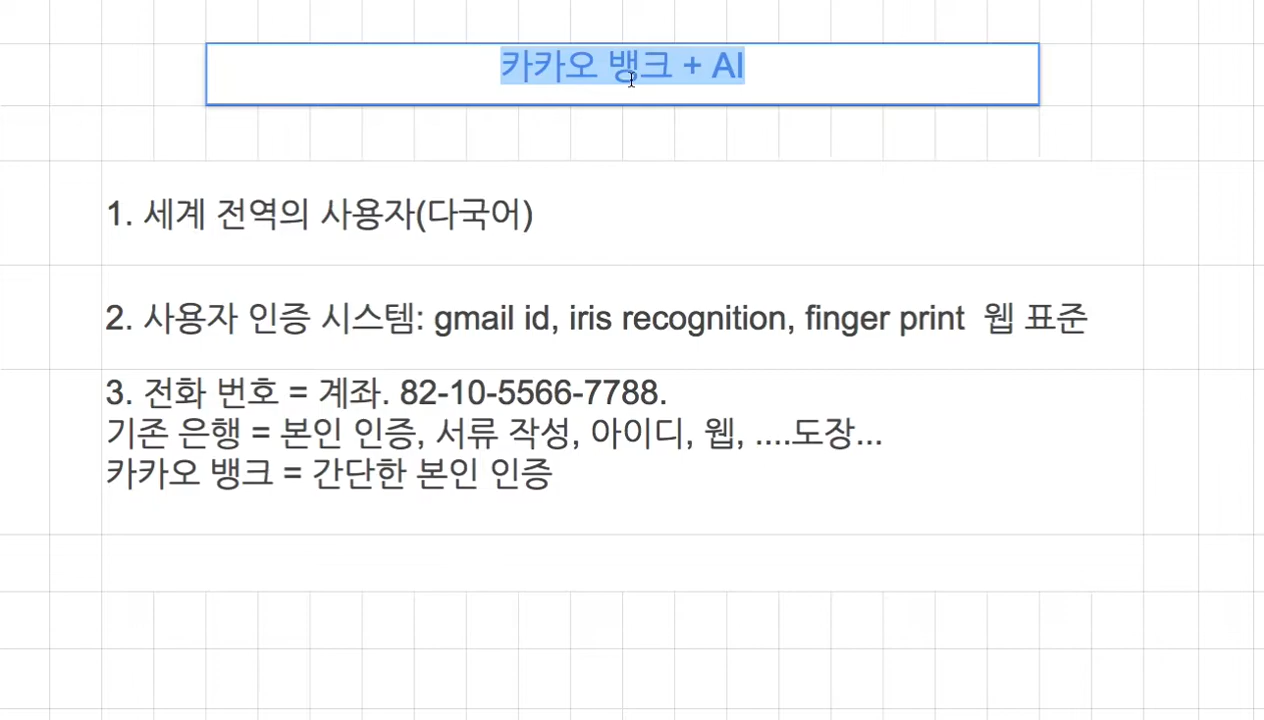 카카오 뱅크 + AI
1. 세계 전역의 사용자(다국어)
2. 사용자 인증 시스템: gmail id, iris recognition, finger print  웹 표준
3. 전화 번호 = 계좌. 82-10-5566-7788.
기존 은행 = 본인 인증, 서류 작성, 아이디, 웹, ....도장...
카카오 뱅크 = 간단한 본인 인증